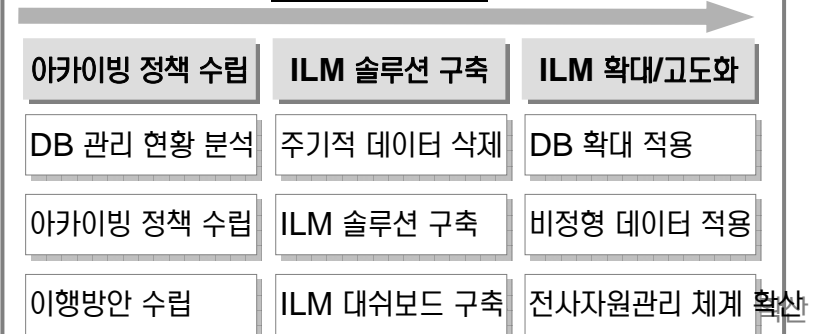 아카이빙 정책 수립
ILM 솔루션 구축
ILM 확대/고도화
DB 관리 현황 분석
주기적 데이터 삭제
DB 확대 적용
아카이빙 정책 수립
ILM 솔루션 구축
비정형 데이터 적용
이행방안 수립
ILM 대쉬보드 구축
전사자원관리 체계 확산